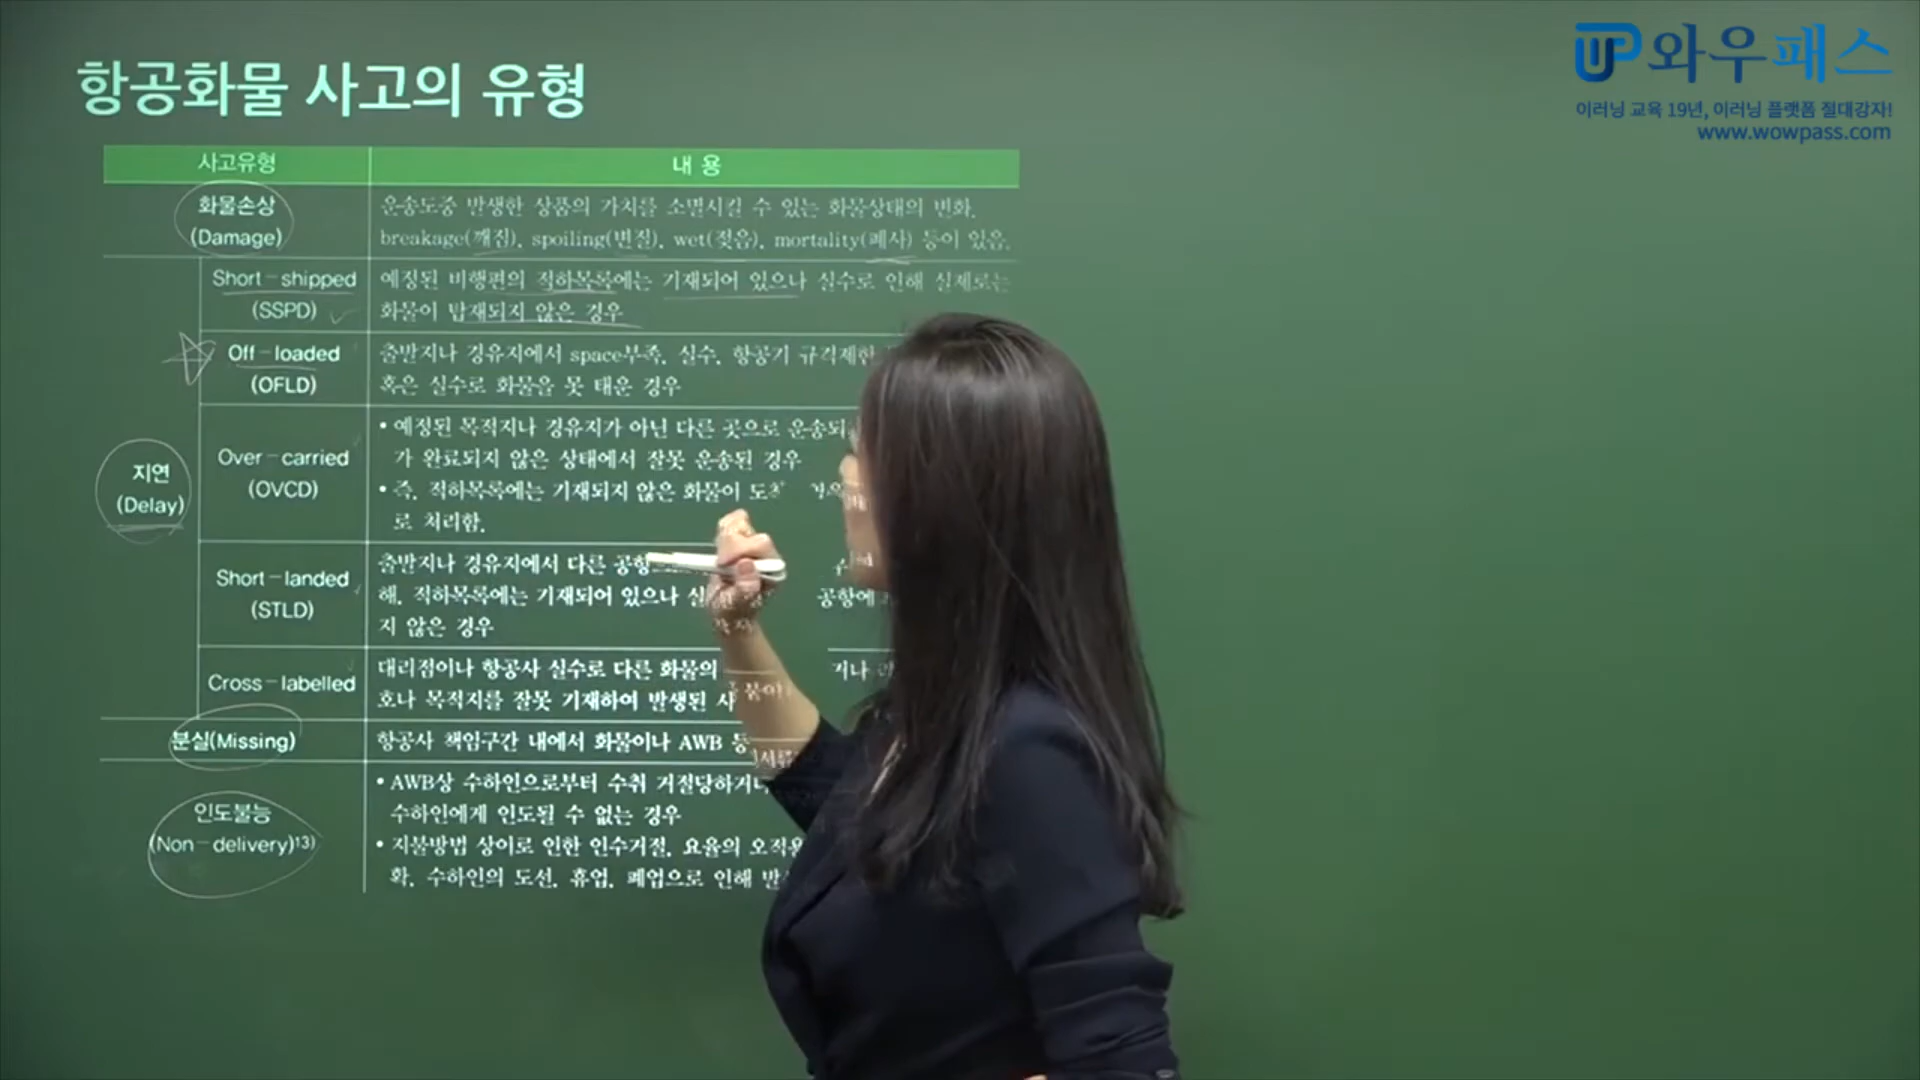 항공화물 사고의 유형
와우패스
이러닝 교육 19년, 이러닝 플랫폼 절대강자!
www.wowpass.com
사고유형
내 용
화물손상
(Damage)
운송도중 발생한 상품의 가치를 소멸시킬 수 있는 화물상태의 변화.
breakage(깨짐), spoiling(변질), wet(젖음), mortality(폐사) 등이 있음.
지연
(Delay)
Short-shipped
(SSPD)
예정된 비행편의 적하목록에는 기재되어 있으나 실수로 인해 실제로는
화물이 탑재되지 않은 경우
Off-loaded
(OFLD)
출발지나 경유지에서 space부족, 실수, 항공기 규격제한
혹은 실수로 화물을 못 태운 경우
Over-carried
(OVCD)
• 예정된 목적지나 경유지가 아닌 다른 곳으로 운송되
가 완료되지 않은 상태에서 잘못 운송된 경우
• 즉, 적하목록에는 기재되지 않은 화물이
로 처리함.
Short-landed
(STLD)
출발지나 경유지에서 다른 공항
해, 적하목록에는 기재되어 있으나 공항에
지 않은 경우
Cross-labelled
대리점이나 항공사 실수로 다른 화물의 거나
호나 목적지를 잘못 기재하여 발생된
분실(Missing)
항공사 책임구간 내에서 화물이나 AWB 등
인도불능
(Non-delivery)13)
• AWB상 수하인으로부터 수취 거절당하거나
수하인에게 인도될 수 없는 경우
• 지불방법 상이로 인한 인수거절, 요율의 오적용
확, 수하인의 도선, 휴업, 폐업으로 인해